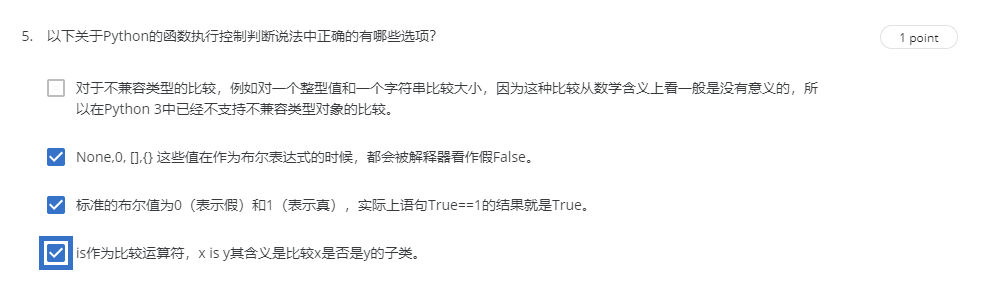 5. 以下关于Python的函数执行控制判断说法中正确的有哪些选项？
1 point
对于不兼容类型的比较，例如对一个整型值和一个字符串比较大小，因为这种比较从数学含义上看一般是没有意义的，所
以在Python 3中已经不支持不兼容类型对象的比较。
None,0, [],{} 这些值在作为布尔表达式的时候，都会被解释器看作假False。
标准的布尔值为0（表示假）和1（表示真），实际上语句True==1的结果就是True。
is作为比较运算符，x is y其含义是比较x是否是y的子类。